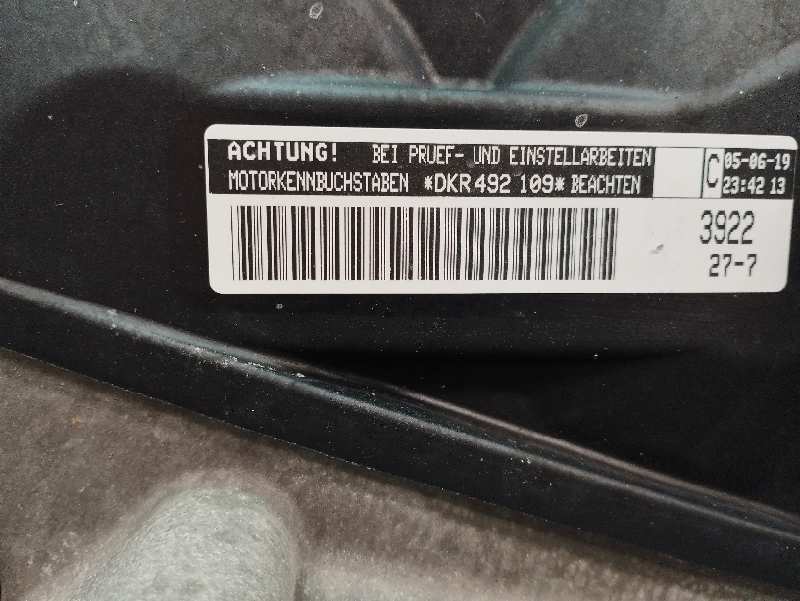 ACHTUNG! BEI PRUEF- UND EINSTELLARBEITEN
MOTORKENNBUCHSTABEN *DKR492 109* BEACHTEN
C
05-06-19
23:42 13
3922
27-7